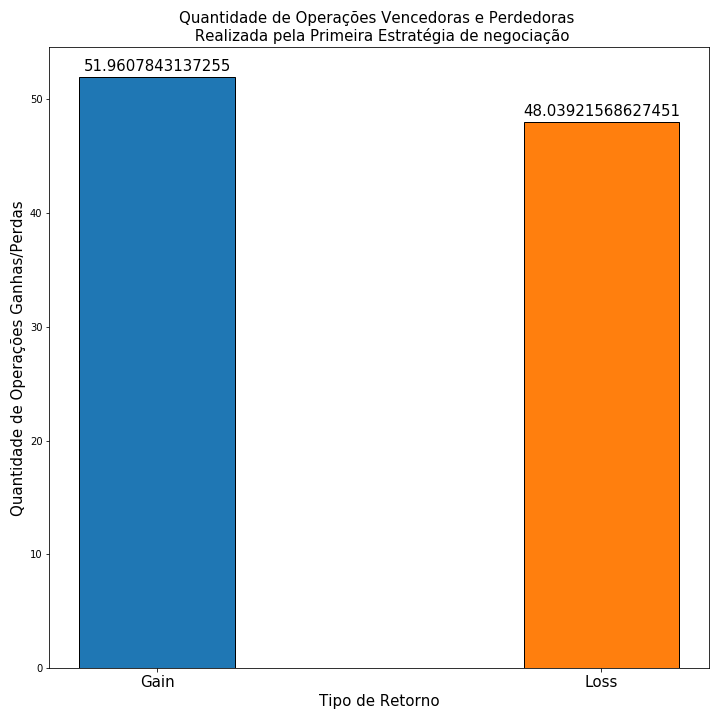 Quantidade de Operações Vencedoras e Perdedoras
Realizada pela Primeira Estratégia de negociação
51.9607843137255
48.03921568627451
50
40
30
20
10
0
Quantidade de Operações Ganhas/Perdas
Gain
Loss
Tipo de Retorno